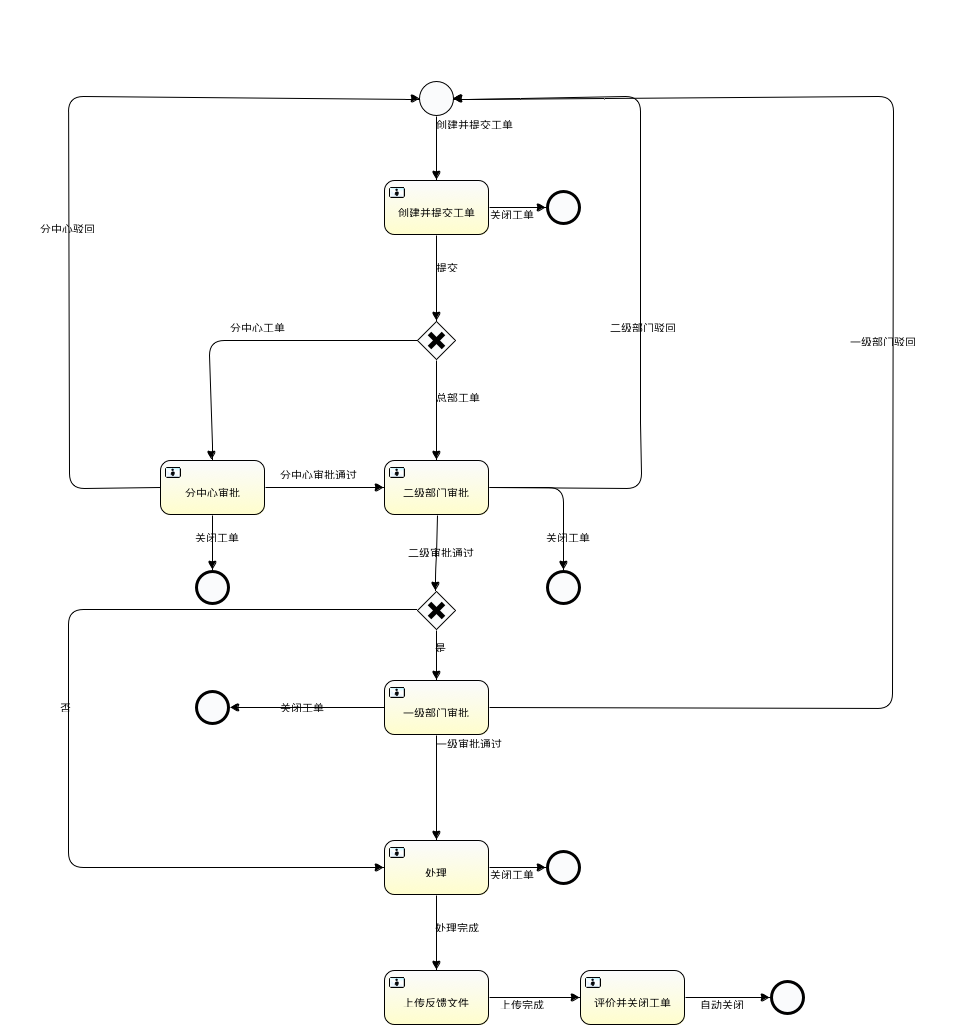 创建并提交工单
创建并提交工单
关闭工单
分中心驳回
提交
分中心工单
二级部门驳回
一级部门驳回
总部工单
分中心审批通过
分中心审批
二级部门审批
关闭工单
关闭工单
二级审批通过
是
否
关闭工单
一级部门审批
一级审批通过
处理
关闭工单
处理完成
上传反馈文件
上传完成
评价并关闭工单
自动关闭